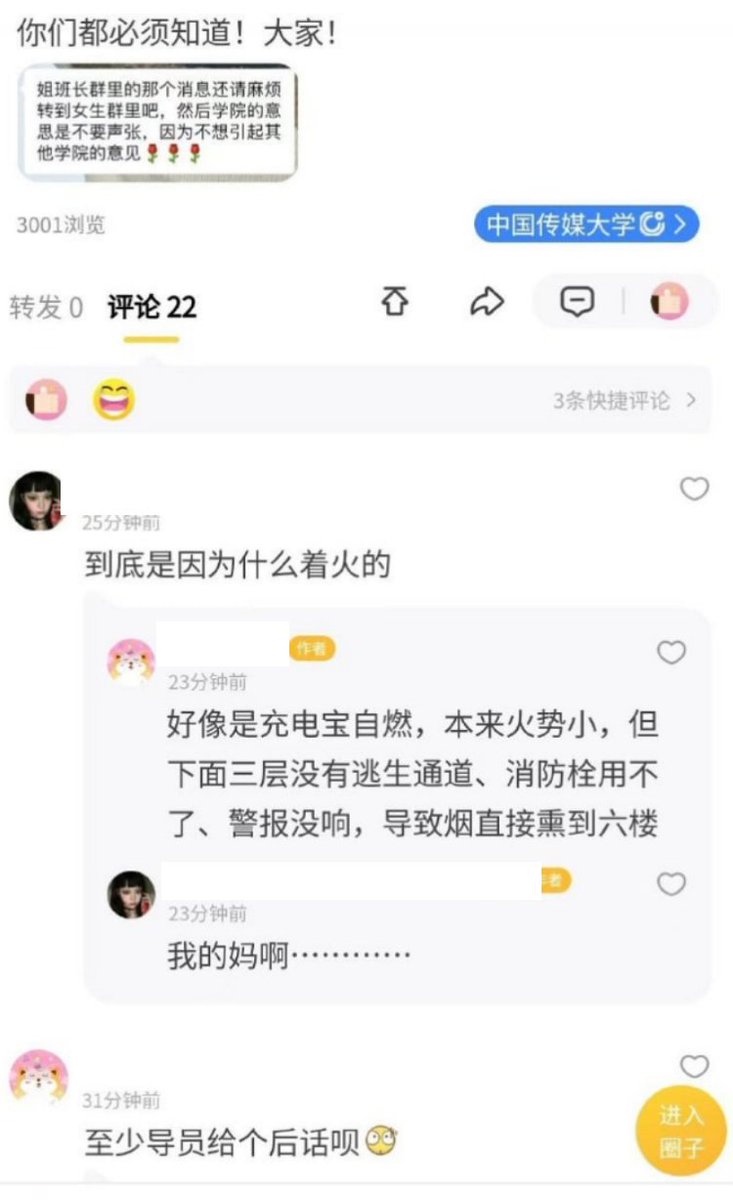 你们都必须知道！大家！
姐班长群里的那个消息还请麻烦
转到女生群里吧，然后学院的意
思是不要声张，因为不想引起其
他学院的意见🌹🌹🌹
3001浏览
中国传媒大学
转发 0 评论 22
3条快捷评论
25分钟前
到底是因为什么着火的
作者
23分钟前
好像是充电宝自燃，本来火势小，但
下面三层没有逃生通道、消防栓用不
了、警报没响，导致烟直接熏到六楼
者
23分钟前
我的妈啊…………
31分钟前
至少导员给个后话呗
进入
圈子